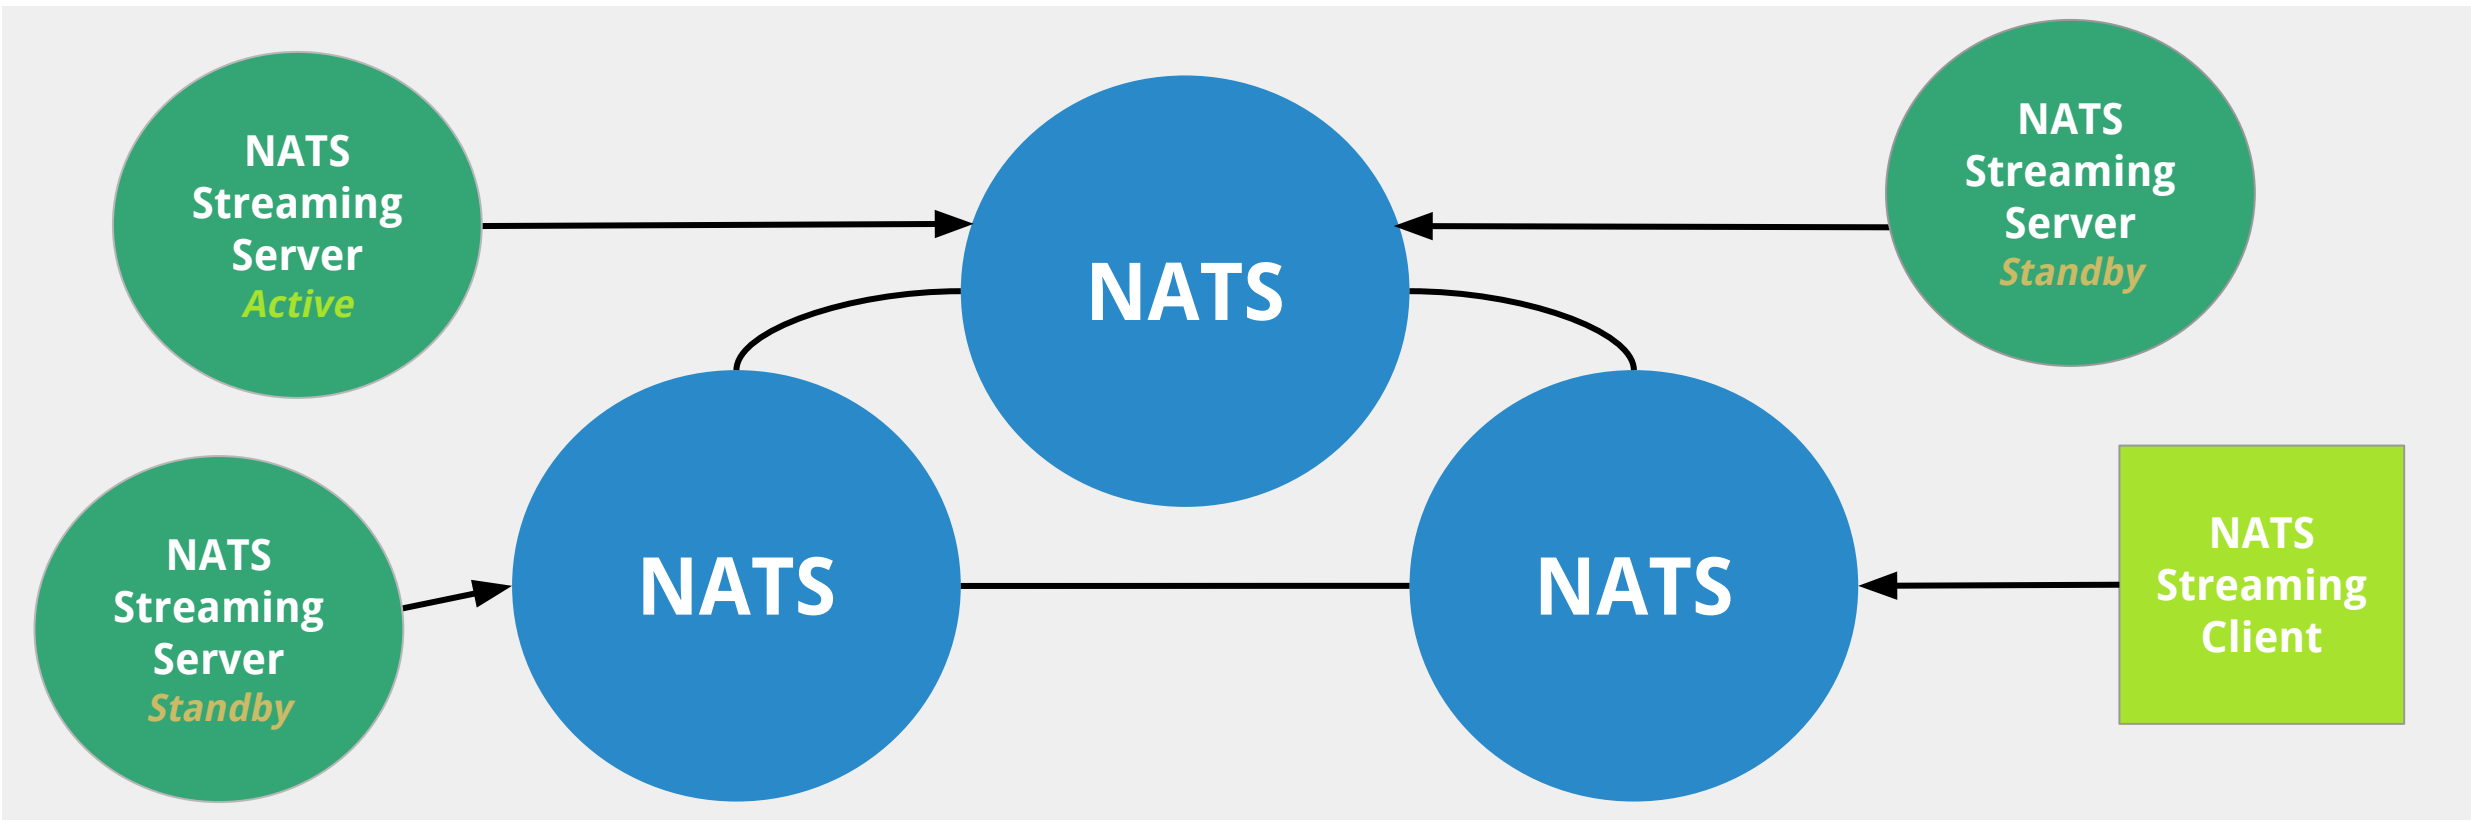 NATS
Streaming
Server
Active
NATS
NATS
Streaming
Server
Standby
NATS
Streaming
Server
Standby
NATS
NATS
NATS
Streaming
Client